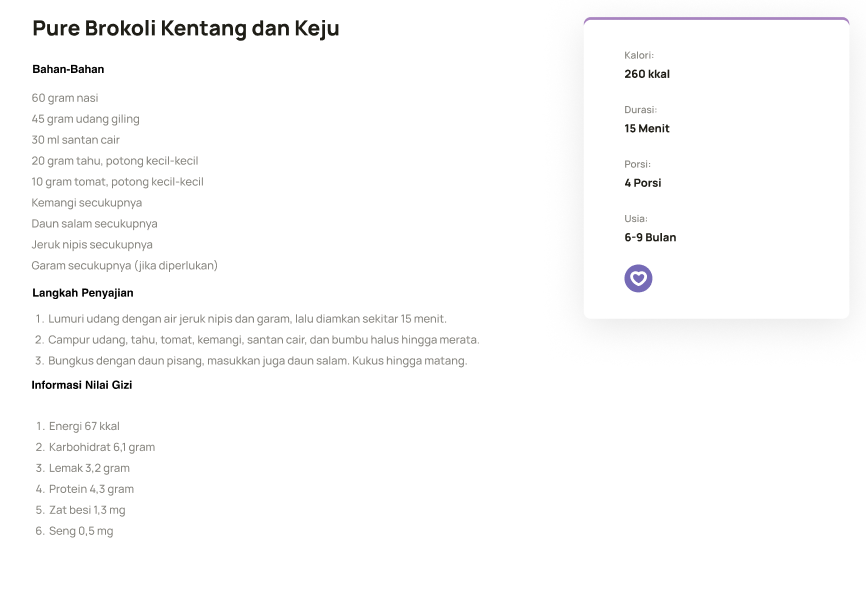 Pure Brokoli Kentang dan Keju
Bahan-Bahan
60 gram nasi
45 gram udang giling
30 ml santan cair
20 gram tahu, potong kecil-kecil
10 gram tomat, potong kecil-kecil
Kemangi secukupnya
Daun salam secukupnya
Jeruk nipis secukupnya
Garam secukupnya (jika diperlukan)
Langkah Penyajian
1. Lumuri udang dengan air jeruk nipis dan garam, lalu diamkan sekitar 15 menit.
2. Campur udang, tahu, tomat, kemangi, santan cair, dan bumbu halus hingga merata.
3. Bungkus dengan daun pisang, masukkan juga daun salam. Kukus hingga matang.
Informasi Nilai Gizi
1. Energi 67 kkal
2. Karbohidrat 6,1 gram
3. Lemak 3,2 gram
4. Protein 4,3 gram
5. Zat besi 1,3 mg
6. Seng 0,5 mg
Kalori:
260 kkal
Durasi:
15 Menit
Porsi:
4 Porsi
Usia:
6-9 Bulan